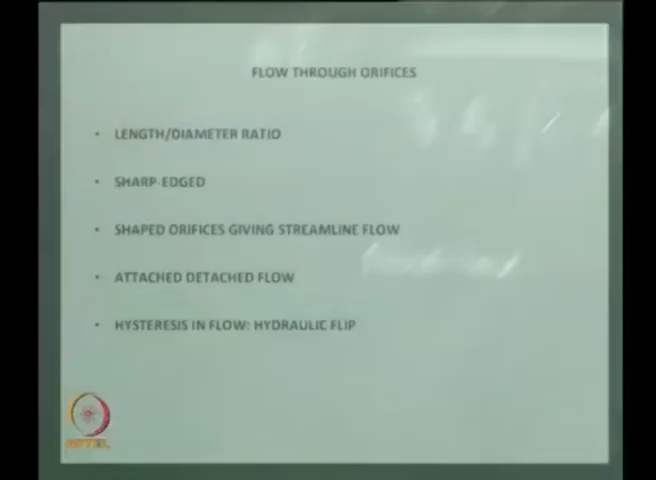 FLOW THROUGH ORIFICES
• LENGTH/DIAMETER RATIO
• SHARP-EDGED
• SHAPED ORIFICES GIVING STREAMLINE FLOW
• ATTACHED DETACHED FLOW
• HYSTERESIS IN FLOW: HYDRAULIC FLIP
NPTEL